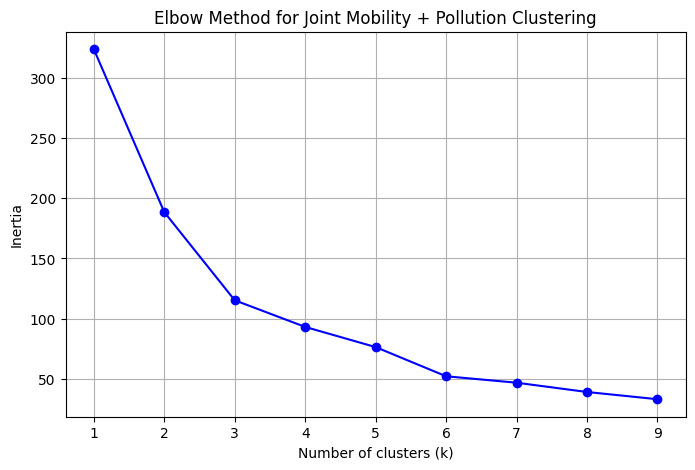 Elbow Method for Joint Mobility + Pollution Clustering
300
250
200
150
100
50
Inertia
1 2 3 4 5 6 7 8 9
Number of clusters (k)